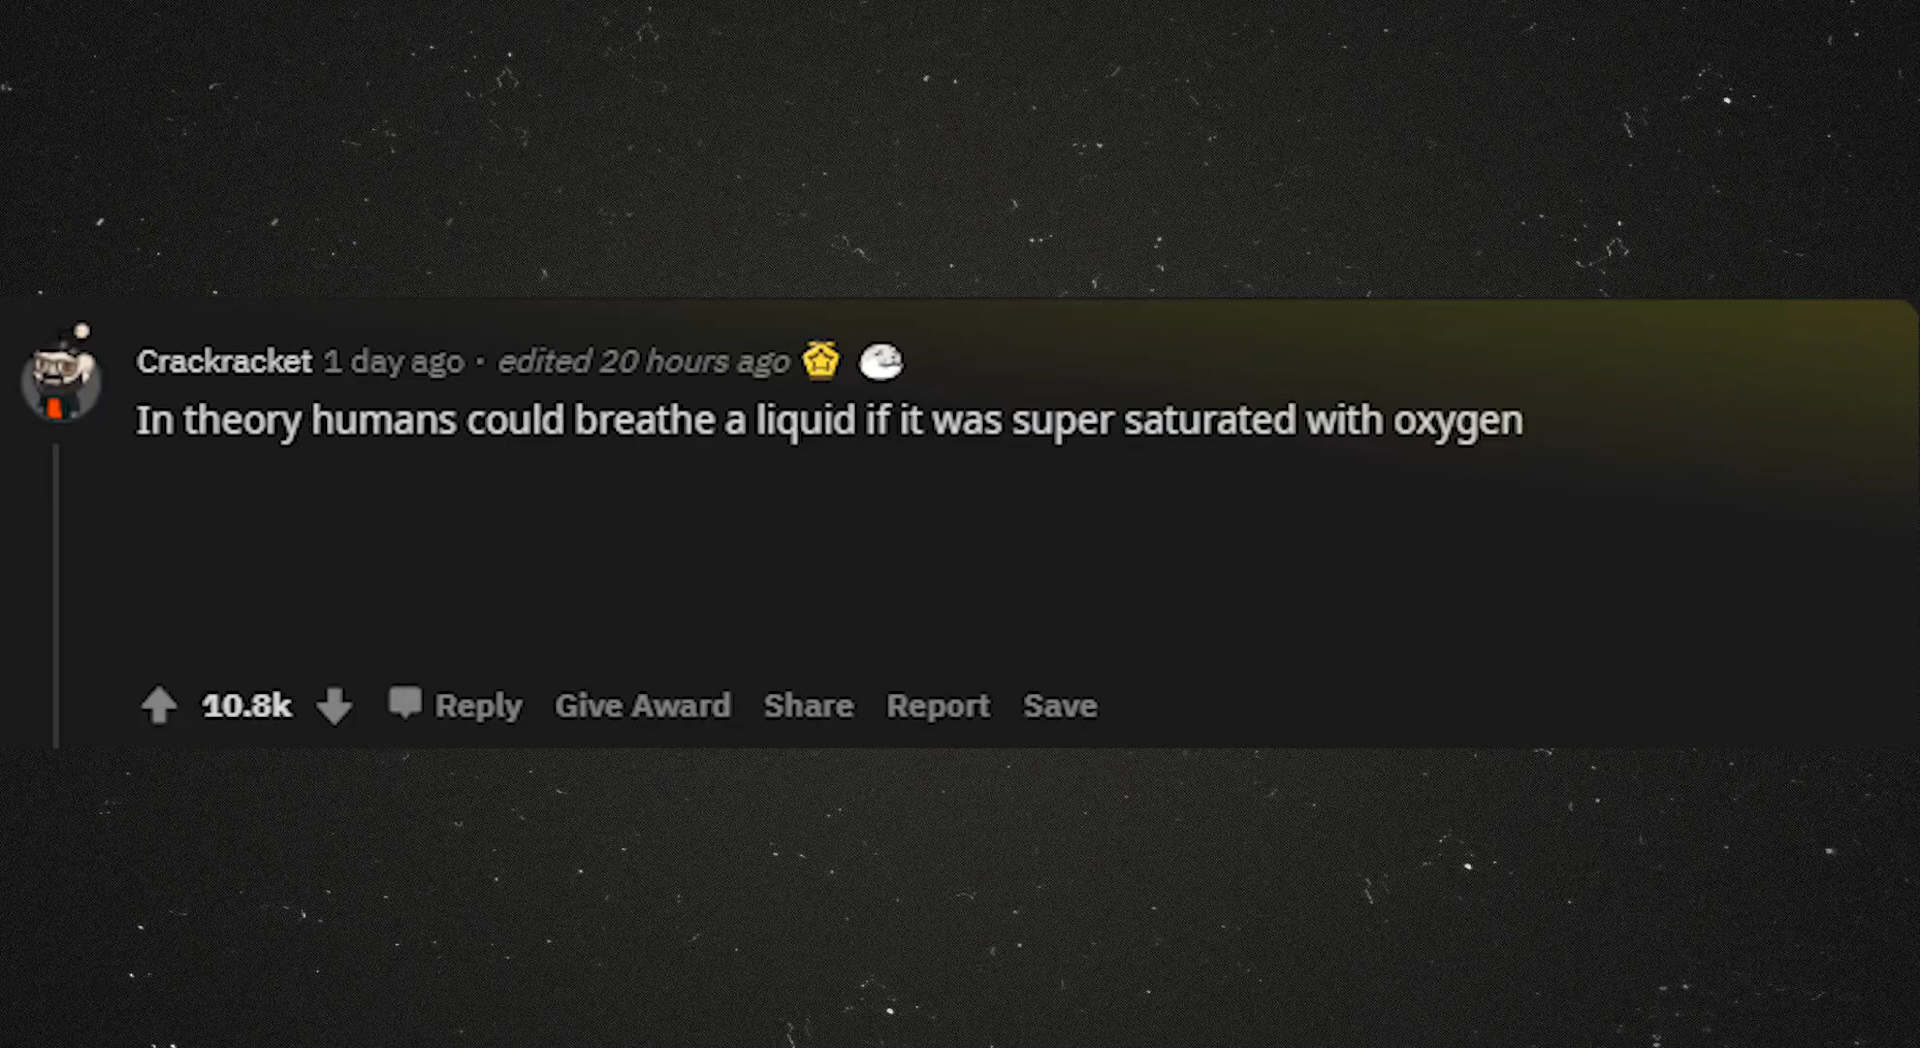 Crackracket 1 day ago · edited 20 hours ago
In theory humans could breathe a liquid if it was super saturated with oxygen
10.8k Reply Give Award Share Report Save